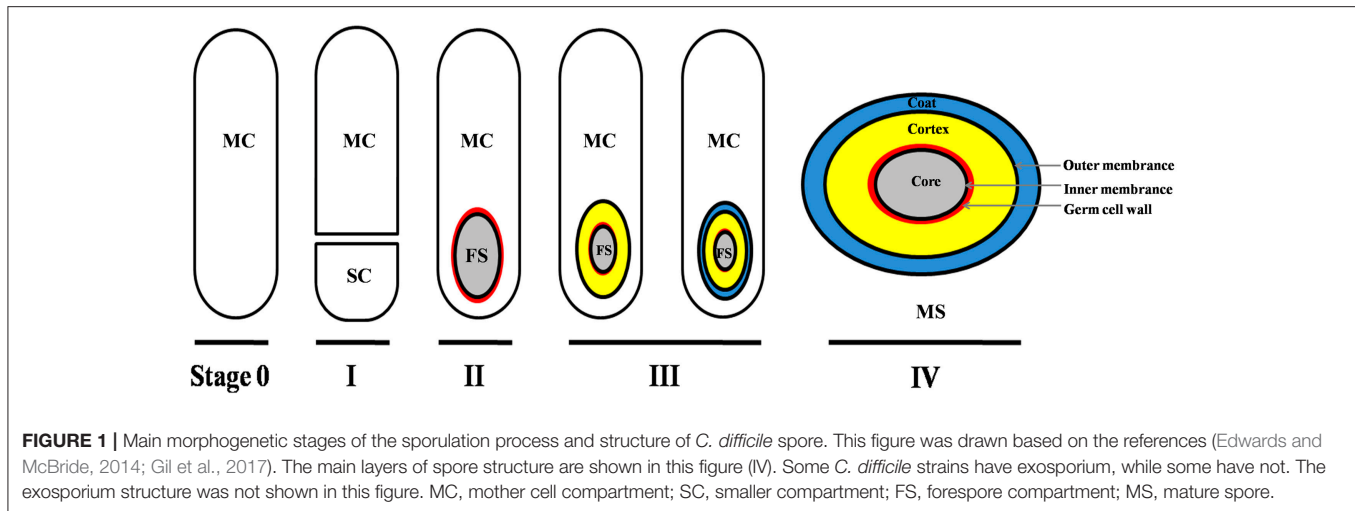 MC
MC
SC
MC
FS
MC
FS
MC
FS
Coat
Cortex
Core
Outer membrance
Inner membrance
Germ cell wall
MS
Stage 0
I
II
III
IV
FIGURE 1 | Main morphogenetic stages of the sporulation process and structure of C. difficile spore. This figure was drawn based on the references (Edwards and
McBride, 2014; Gil et al., 2017). The main layers of spore structure are shown in this figure (IV). Some C. difficile strains have exosporium, while some have not. The
exosporium structure was not shown in this figure. MC, mother cell compartment; SC, smaller compartment; FS, forespore compartment; MS, mature spore.